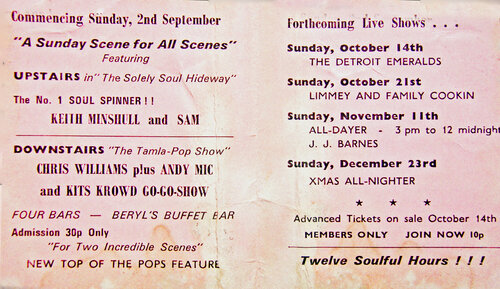 Commencing Sunday, 2nd September
"A Sunday Scene for All Scenes"
Featuring
UPSTAIRS in "The Solely Soul Hideway"
The No. 1 SOUL SPINNER!!
KEITH MINSHULL and SAM
DOWNSTAIRS "The Tamla-Pop Show"
CHRIS WILLIAMS plus ANDY MIC
and KITS KROWD GO-GO-SHOW
FOUR BARS — BERYL'S BUFFET BAR
Admission 30p Only
"For Two Incredible Scenes"
NEW TOP OF THE POPS FEATURE
Forthcoming Live Shows . . .
Sunday, October 14th
THE DETROIT EMERALDS
Sunday, October 21st
LIMMEY AND FAMILY COOKIN
Sunday, November 11th
ALL-DAYER - 3 pm to 12 midnight
J. J. BARNES
Sunday, December 23rd
XMAS ALL-NIGHTER
★ ★ ★
Advanced Tickets on sale October 14th
MEMBERS ONLY JOIN NOW 10p
Twelve Soulful Hours ! ! !